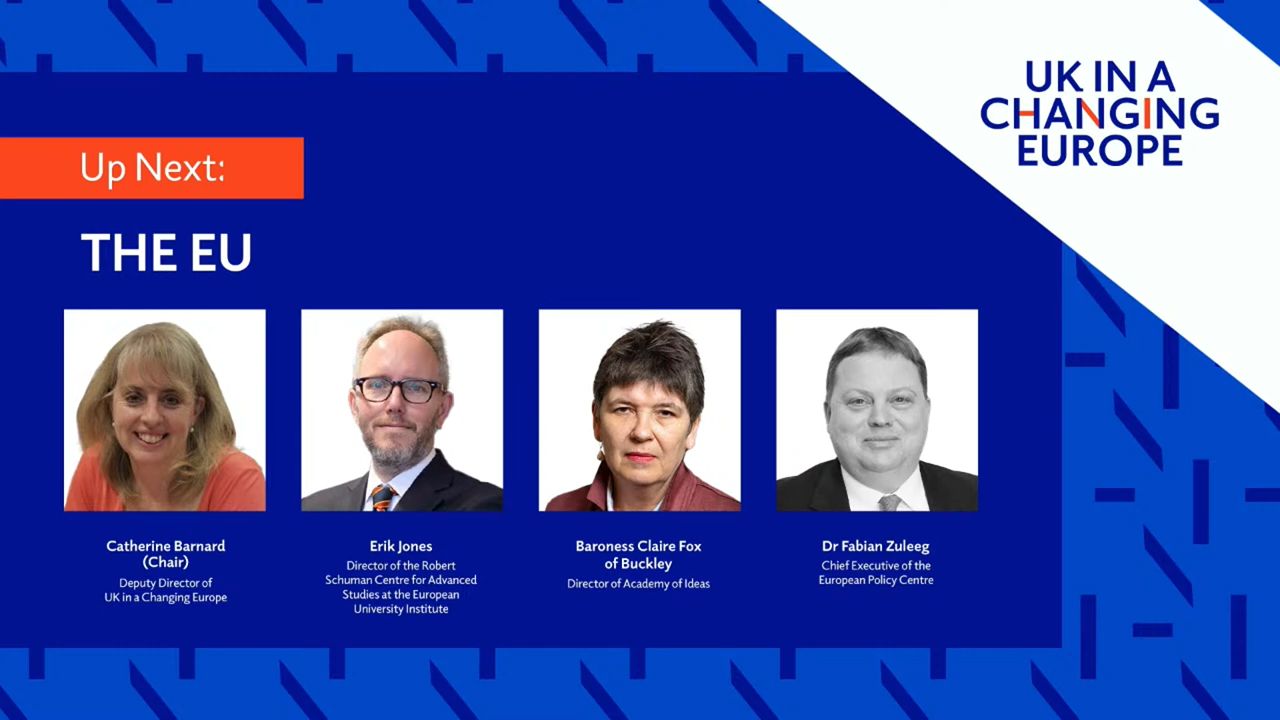 UK IN A
CHANGING
EUROPE
Up Next:
THE EU
Catherine Barnard
(Chair)
Deputy Director of
UK in a Changing Europe
Erik Jones
Director of the Robert
Schuman Centre for Advanced
Studies at the European
University Institute
Baroness Claire Fox
of Buckley
Director of Academy of Ideas
Dr Fabian Zuleeg
Chief Executive of the
European Policy Centre